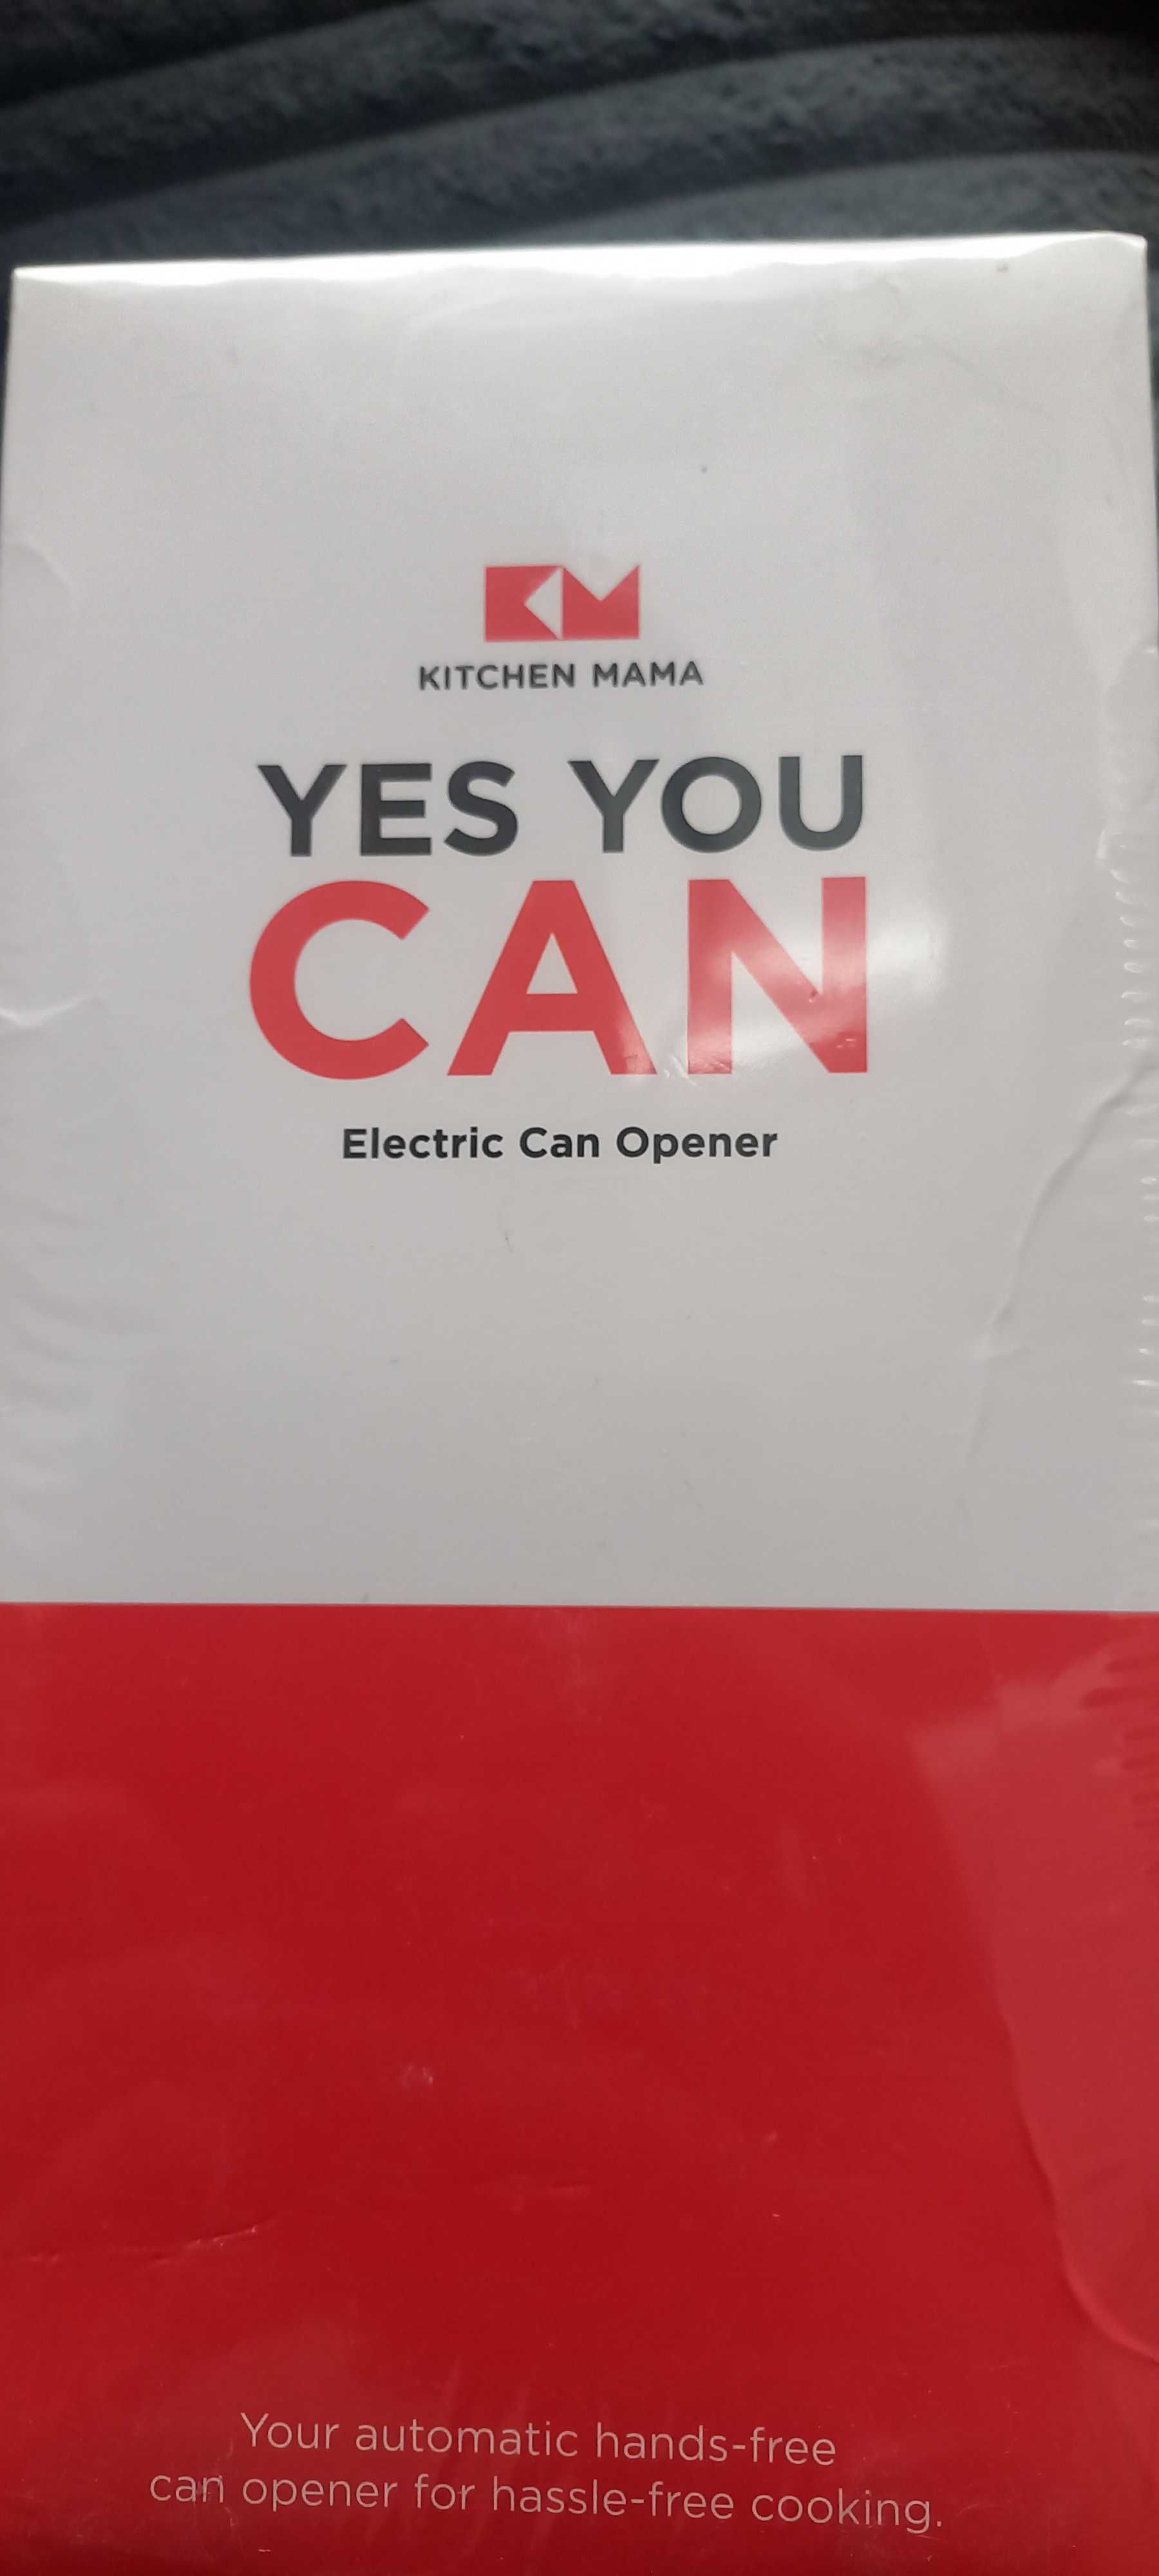 KM
KITCHEN MAMA
YES YOU
CAN
Electric Can Opener
Your automatic hands-free
can opener for hassle-free cooking.